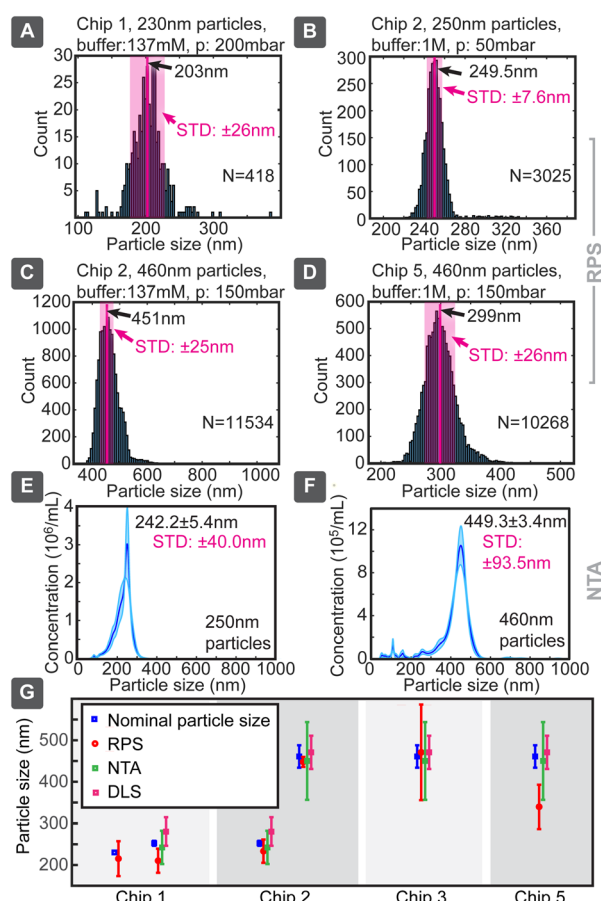 A
Chip 1, 230nm particles,
buffer:137mM, p: 200mbar
30
25
20
15
10
5
0
Count
203nm
STD: ±26nm
N=418
100
200
300
Particle size (nm)
B
Chip 2, 250nm particles,
buffer:1M, p: 50mbar
300
200
100
0
Count
249.5nm
STD: ±7.6nm
N=3025
200
240
280
320
360
Particle size (nm)
RPS
C
Chip 2, 460nm particles,
buffer:137mM, p: 150mbar
1200
1000
800
600
400
200
0
Count
451nm
STD: ±25nm
N=11534
400
600
800
1000
Particle size (nm)
D
Chip 5, 460nm particles,
buffer:1M, p: 150mbar
600
500
400
300
200
100
0
Count
299nm
STD: ±26nm
N=10268
200
300
400
500
Particle size (nm)
E
Concentration (10⁶/mL)
4
3
2
1
0
242.2±5.4nm
STD: ±40.0nm
250nm
particles
0
200
400
600
800
1000
Particle size (nm)
F
Concentration (10⁵/mL)
15
10
5
0
449.3±3.4nm
STD:
±93.5nm
460nm
particles
0
200
400
600
800
1000
Particle size (nm)
NTA
G
Particle size (nm)
500
400
300
200
Nominal particle size
RPS
NTA
DLS
Chip 1
Chip 2
Chip 3
Chip 5